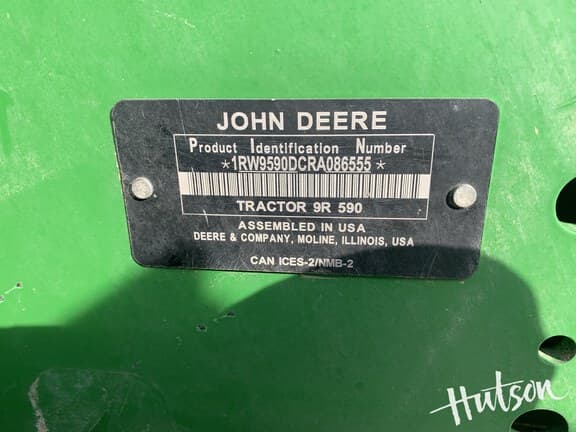 JOHN DEERE
Product Identification Number
*1RW9590DCRA086555*
TRACTOR 9R 590
ASSEMBLED IN USA
DEERE & COMPANY, MOLINE, ILLINOIS, USA
CAN ICES-2/NMB-2
Hutson